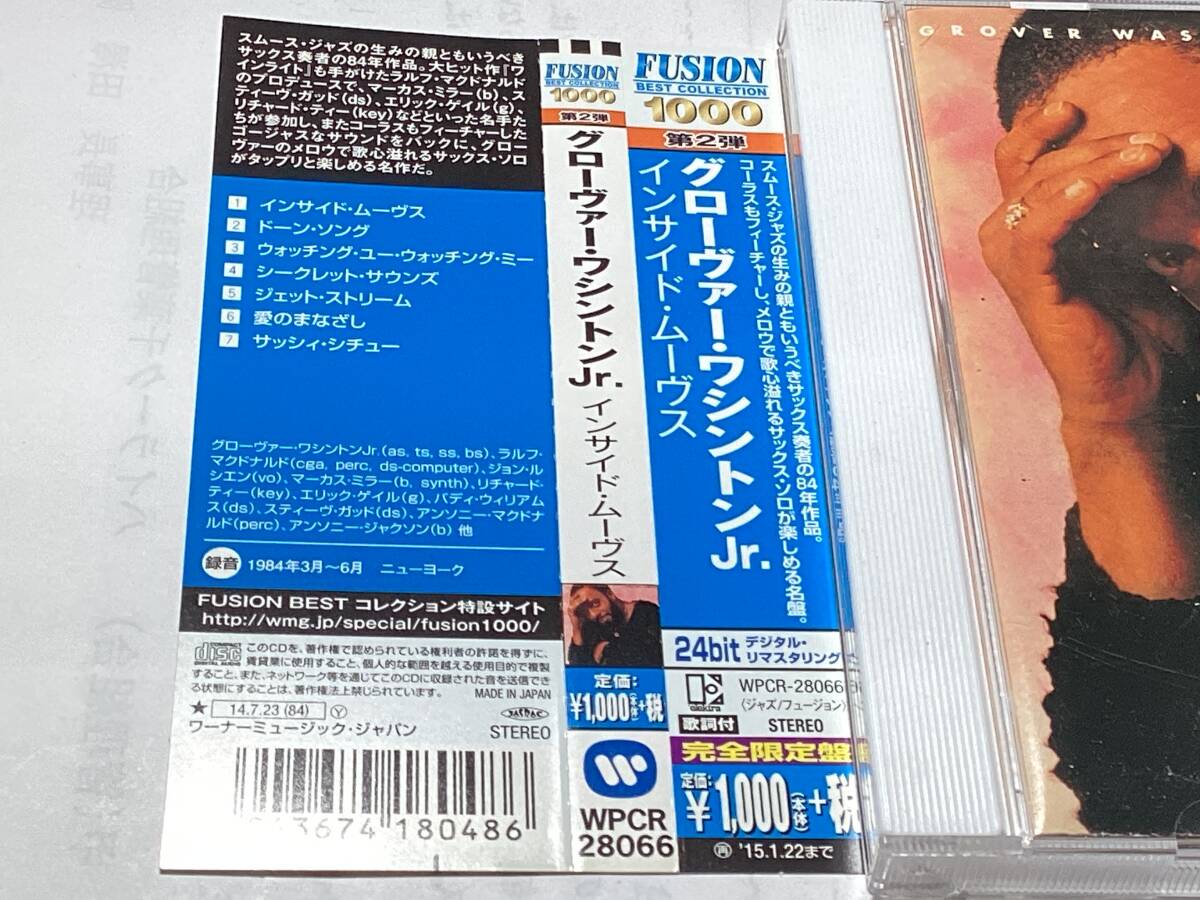 スムース・ジャズの生みの親ともいうべき
サックス奏者の84年作品。大ヒット作『ワ
インライト』も手がけたラルフ・マクドナルド
のプロデュースで、マーカス・ミラー(b)、ス
ティーヴ・ガッド(ds)、エリック・ゲイル(g)、
リチャード・ティー(key)などといった名手た
ちが参加し、またコーラスもフィーチャーした
ゴージャスなサウンドをバックに、グロー
ヴァーのメロウで歌心溢れるサックス・ソロ
がタップリと楽しめる名作だ。
1 インサイド・ムーヴス
2 ドーン・ソング
3 ウォッチング・ユー・ウォッチング・ミー
4 シークレット・サウンズ
5 ジェット・ストリーム
6 愛のまなざし
7 サッシィ・シチュー
グローヴァー・ワシントンJr.(as, ts, ss, bs)、ラルフ・
マクドナルド(cga, perc, ds-computer)、ジョン・ル
シエン(vo)、マーカス・ミラー(b, synth)、リチャード・
ティー(key)、エリック・ゲイル(g)、バディ・ウィリアム
ス(ds)、スティーヴ・ガッド(ds)、アンソニー・マクドナ
ルド(perc)、アンソニー・ジャクソン(b) 他
録音 1984年3月～6月 ニューヨーク
FUSION BEST コレクション特設サイト
http://wmg.jp/special/fusion1000/
disc
DIGITAL AUDIO
このCDを、著作権で認められている権利者の許諾を得ずに、
賃貸業に使用すること、個人的な範囲を越える使用目的で複製
すること、また、ネットワーク等を通じてこのCDに収録された音を送信でき
る状態にすることは、著作権法上禁じられています。
MADE IN JAPAN
★ 14.7.23 (84) Y
JASRAC
ワーナーミュージック・ジャパン STEREO
3674 180486
FUSION
BEST COLLECTION
1000
第2弾
グローヴァー・ワシントンJr. インサイド・ムーヴス
定価:
¥1,000(本体)+税
WPCR
28066
FUSION
BEST COLLECTION
1000
第2弾
グローヴァー・ワシントンJr.
インサイド・ムーヴス
スムース・ジャズの生みの親ともいうべきサックス奏者の84年作品。
コーラスもフィーチャーし、メロウで歌心溢れるサックス・ソロが楽しめる名盤。
24bit デジタル・
リマスタリング
elektra
WPCR-28066
〈ジャズ/フュージョン〉
歌詞付 STEREO
完全限定盤
定価:
¥1,000(本体)+税
再 '15.1.22まで
GROVER WAS